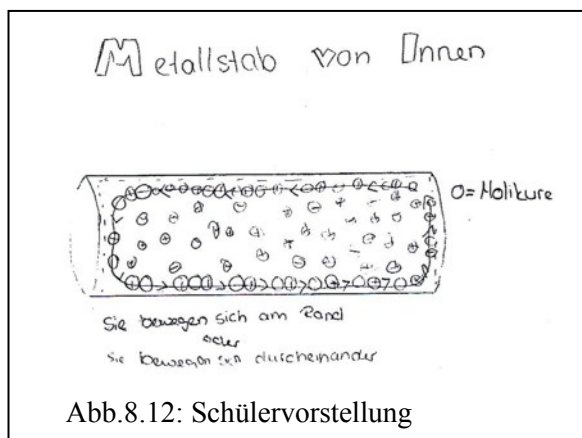 Metallstab von Innen
O = Molikure
Sie bewegen sich am Rand
oder
sie bewegen sich durcheinander
Abb.8.12: Schülervorstellung